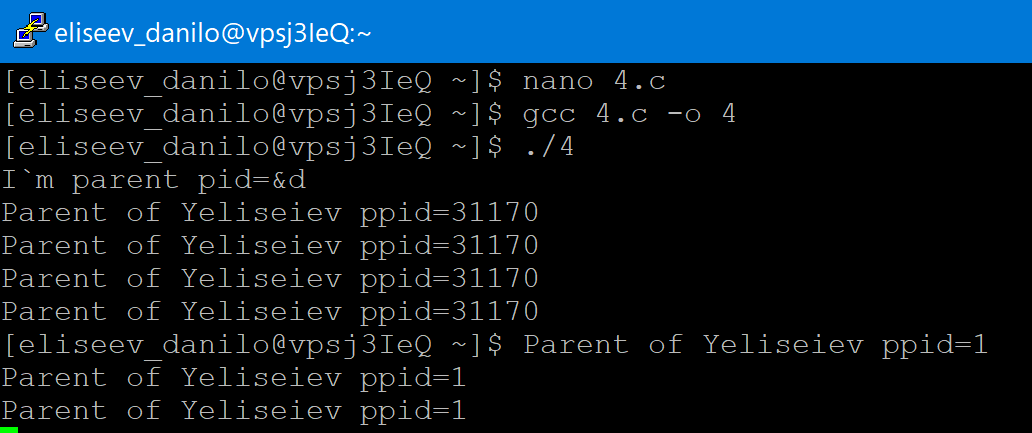 eliseev_danilo@vpsj3IeQ:~
[eliseev_danilo@vpsj3IeQ ~]$ nano 4.c
[eliseev_danilo@vpsj3IeQ ~]$ gcc 4.c -o 4
[eliseev_danilo@vpsj3IeQ ~]$ ./4
I`m parent pid=&d
Parent of Yeliseiev ppid=31170
Parent of Yeliseiev ppid=31170
Parent of Yeliseiev ppid=31170
Parent of Yeliseiev ppid=31170
[eliseev_danilo@vpsj3IeQ ~]$ Parent of Yeliseiev ppid=1
Parent of Yeliseiev ppid=1
Parent of Yeliseiev ppid=1